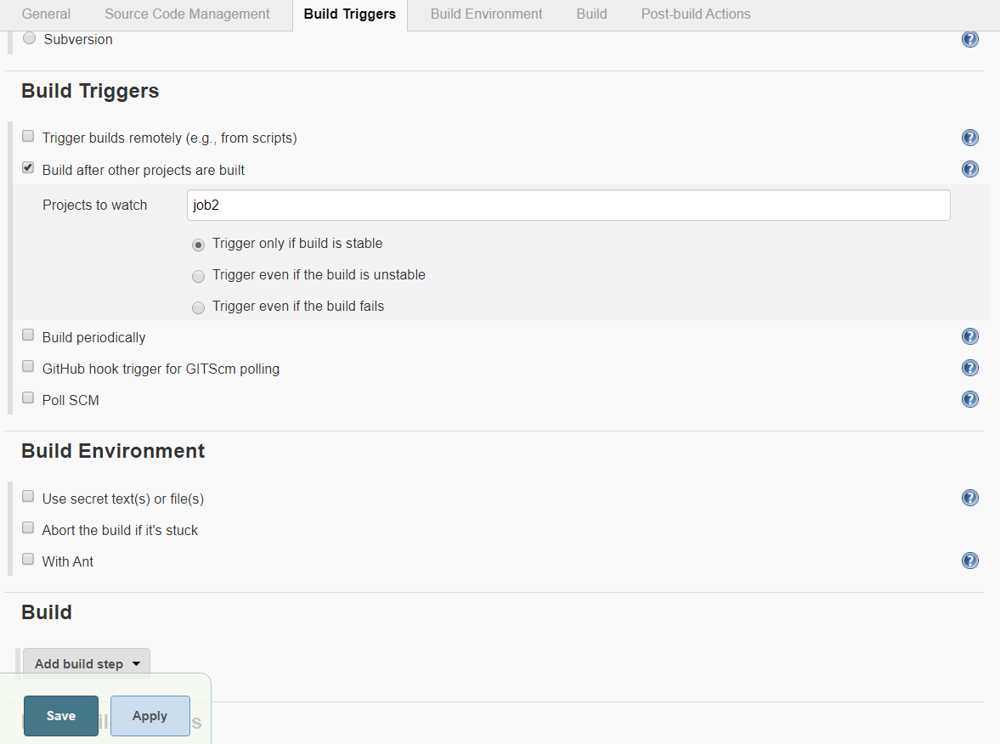 General Source Code Management Build Triggers Build Environment Build Post-build Actions
Subversion
Build Triggers
Trigger builds remotely (e.g., from scripts)
Build after other projects are built
Projects to watch job2
Trigger only if build is stable
Trigger even if the build is unstable
Trigger even if the build fails
Build periodically
GitHub hook trigger for GITScm polling
Poll SCM
Build Environment
Use secret text(s) or file(s)
Abort the build if it's stuck
With Ant
Build
Add build step
Save Apply